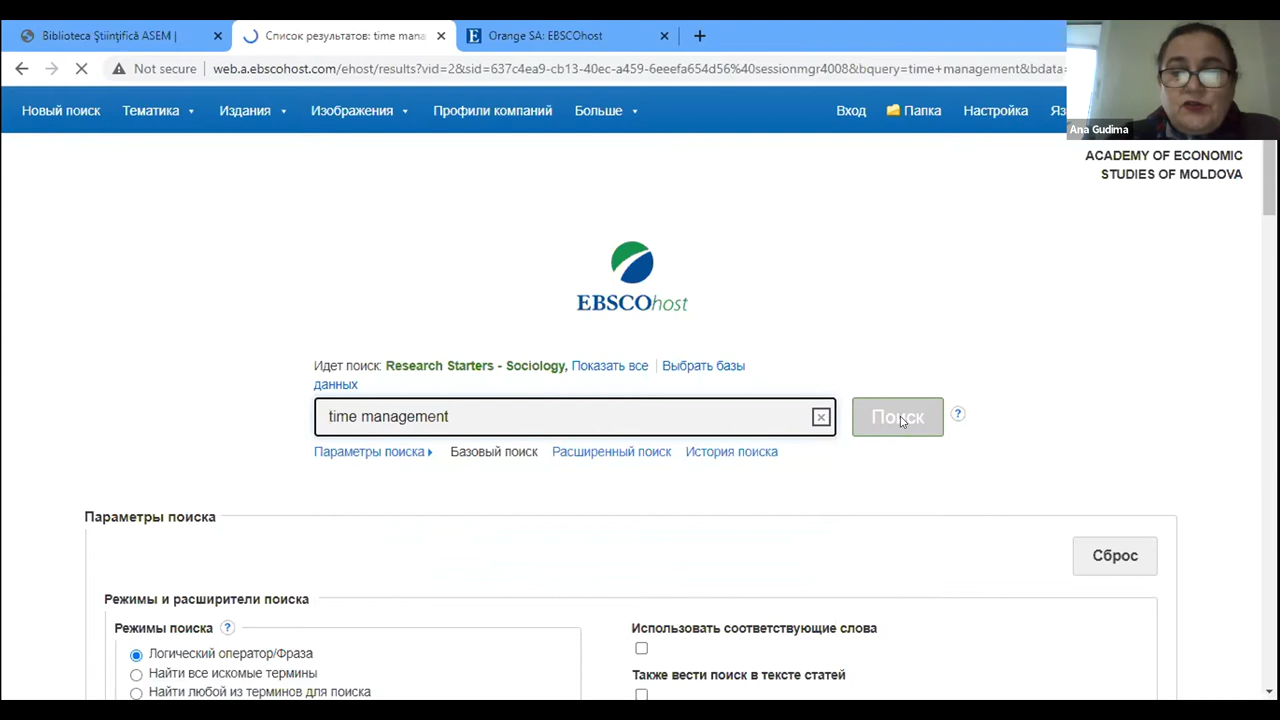 Biblioteca Științifică ASEM |
Список результатов: time mana
Orange SA: EBSCOhost
Not secure
web.a.ebscohost.com/ehost/results?vid=2&sid=637c4ea9-cb13-40ec-a459-6eeefa654d56%40sessionmgr4008&bquery=time+management&bdata=
Новый поиск
Тематика
Издания
Изображения
Профили компаний
Больше
Вход
Папка
Настройка
Яз
Ana Gudima
ACADEMY OF ECONOMIC
STUDIES OF MOLDOVA
EBSCOhost
Идет поиск: Research Starters - Sociology, Показать все | Выбрать базы
данных
time management
Поиск
?
Параметры поиска
Базовый поиск
Расширенный поиск
История поиска
Параметры поиска
Сброс
Режимы и расширители поиска
Режимы поиска ?
Логический оператор/Фраза
Найти все искомые термины
Найти любой из терминов для поиска
Использовать соответствующие слова
Также вести поиск в тексте статей